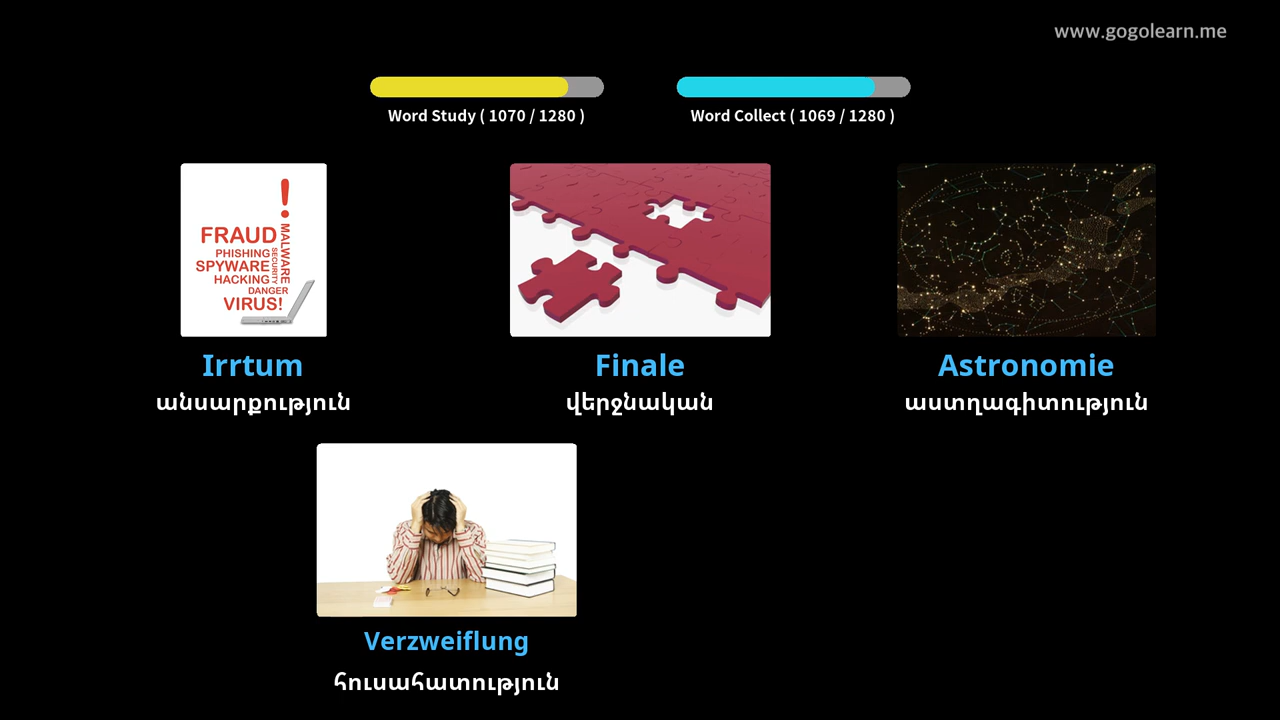 www.gogolearn.me
Word Study ( 1070 / 1280 )
Word Collect ( 1069 / 1280 )
!
FRAUD
MALWARE
PHISHING
SECURITY
SPYWARE
HACKING
DANGER
VIRUS!
Irrtum
Finale
Astronomie
անսարքություն
վերջնական
աստղագիտություն
Verzweiflung
հուսահատություն